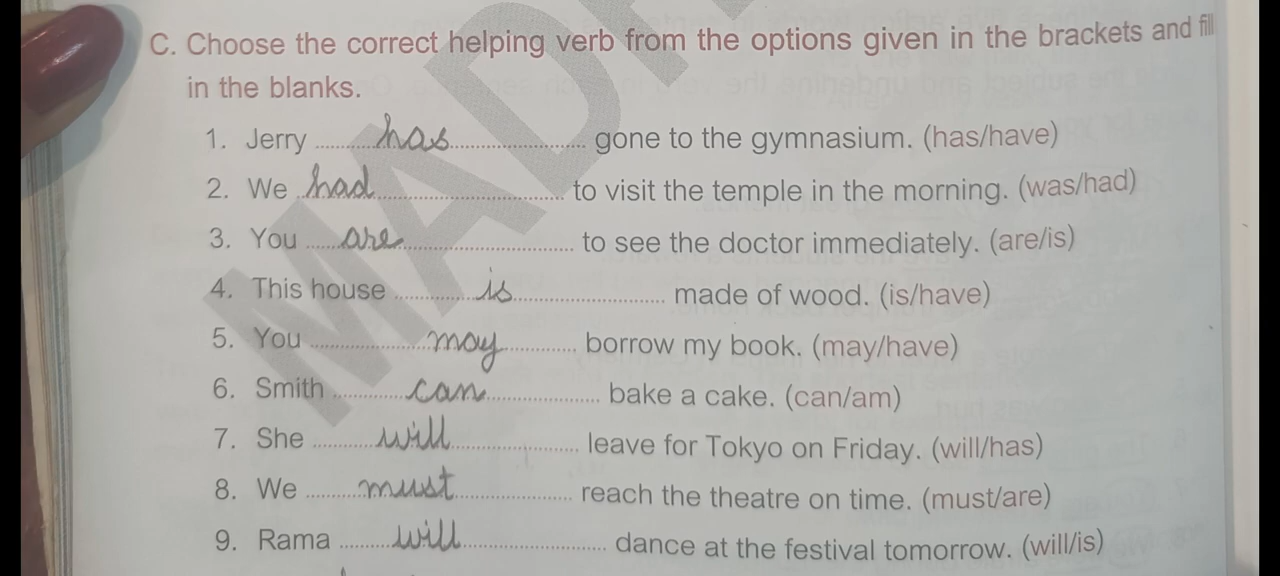 C. Choose the correct helping verb from the options given in the brackets and fill
in the blanks.
1. Jerry has gone to the gymnasium. (has/have)
2. We had to visit the temple in the morning. (was/had)
3. You are to see the doctor immediately. (are/is)
4. This house is made of wood. (is/have)
5. You may borrow my book. (may/have)
6. Smith can bake a cake. (can/am)
7. She will leave for Tokyo on Friday. (will/has)
8. We must reach the theatre on time. (must/are)
9. Rama will dance at the festival tomorrow. (will/is)